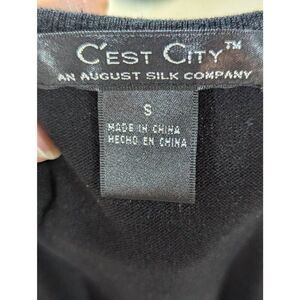 C'EST CITY™
AN AUGUST SILK COMPANY
S
MADE IN CHINA
HECHO EN CHINA